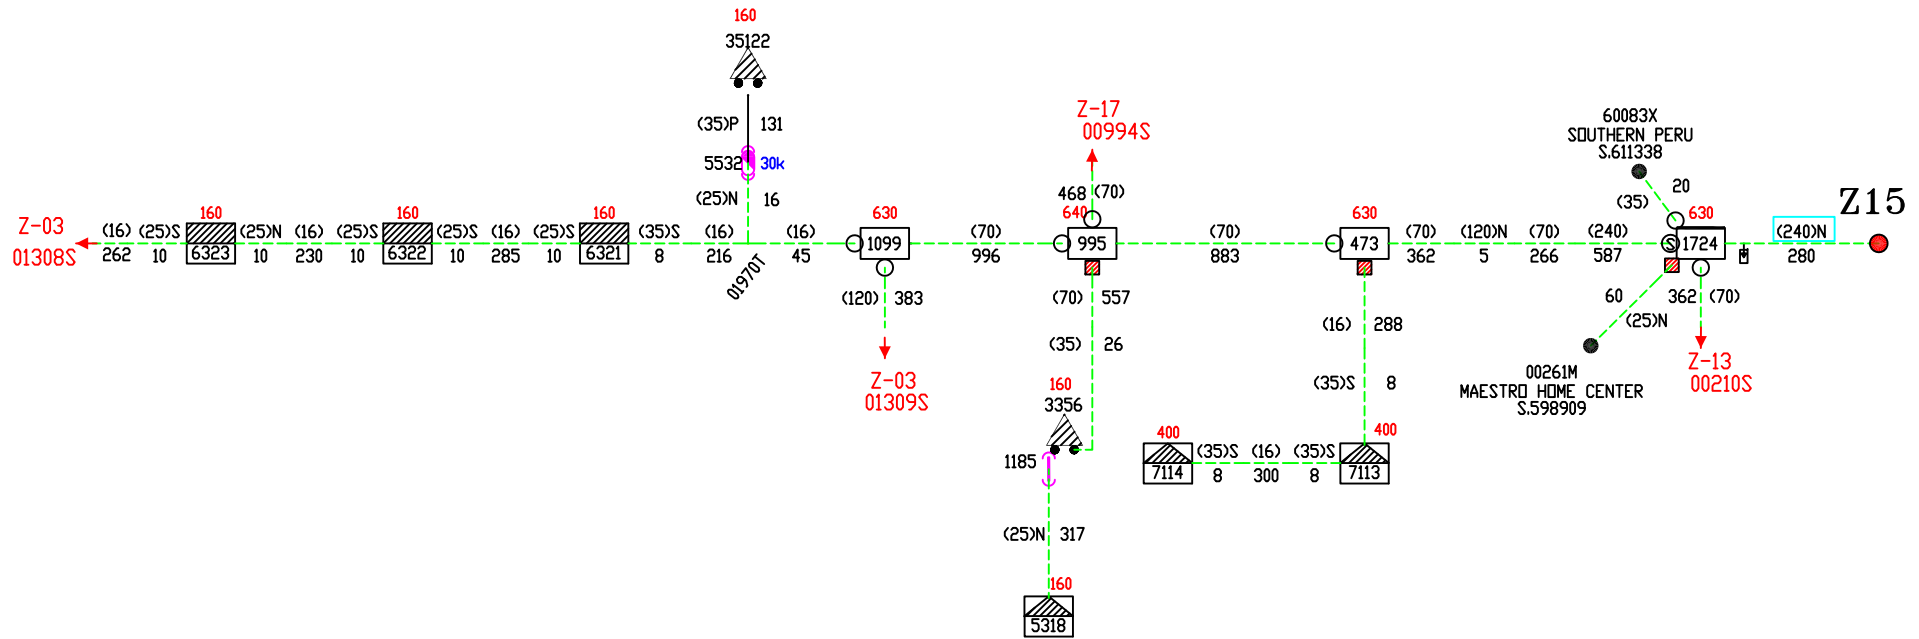 160
35122
(35)P 131
5532 30k
(25)N 16
Z-17
00994S
468 (70)
60083X
SOUTHERN PERU
S.611338
20
(35)
Z15
Z-03
01308S
(16) (25)S 160 (25)N (16) (25)S 160 (25)S (16) (25)S 160 (35)S (16) (16) 630 (70) 640 (70) 630 (70) (120)N (70) (240) 630 (240)N
262 10 6323 10 230 10 6322 10 285 10 6321 8 216 45 1099 996 995 883 473 362 5 266 587 S 1724 280
01970T
(120) 383
Z-03
01309S
(70) 557
(35) 26
160
3356
1185
(25)N 317
160
5318
(16) 288
(35)S 8
400 400
(35)S (16) (35)S
7114 8 300 8 7113
60
(25)N
362 (70)
Z-13
00210S
00261M
MAESTRO HOME CENTER
S.598909